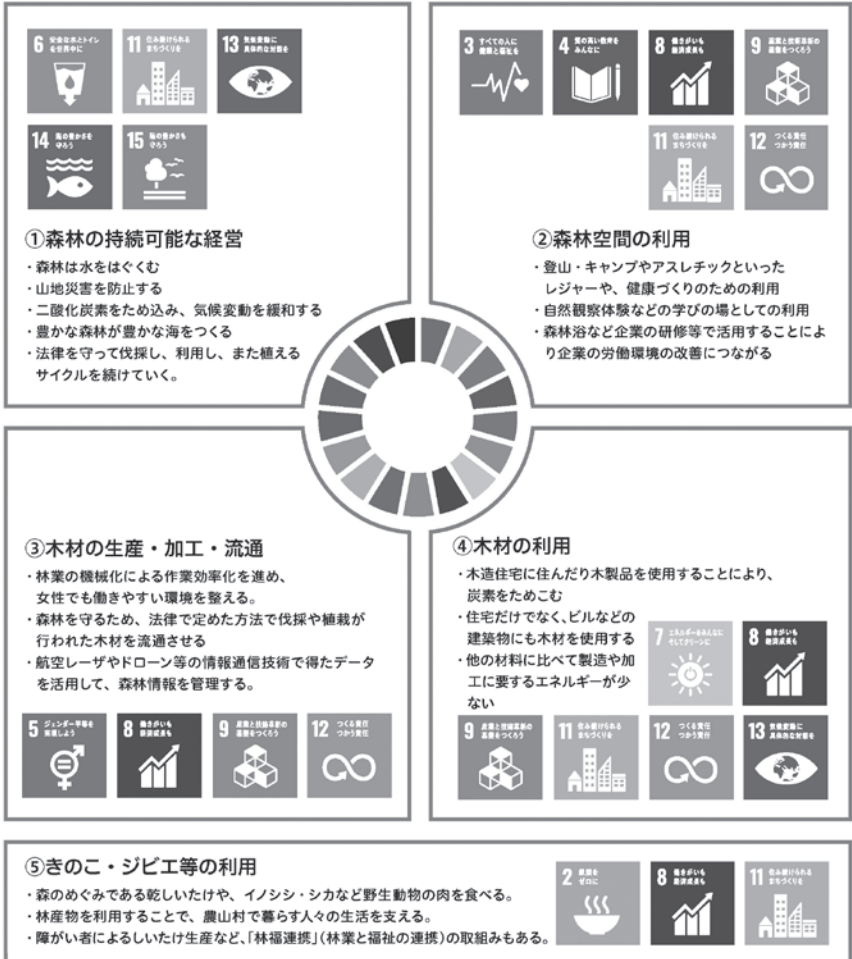 6 安全な水とトイレ
を世界中に
11 住み続けられる
まちづくりを
13 気候変動に
具体的な対策を
14 海の豊かさを
守ろう
15 陸の豊かさも
守ろう
①森林の持続可能な経営
・森林は水をはぐくむ
・山地災害を防止する
・二酸化炭素をため込み、気候変動を緩和する
・豊かな森林が豊かな海をつくる
・法律を守って伐採し、利用し、また植える
サイクルを続けていく。
3 すべての人に
健康と福祉を
4 質の高い教育を
みんなに
8 働きがいも
経済成長も
9 産業と技術革新の
基盤をつくろう
11 住み続けられる
まちづくりを
12 つくる責任
つかう責任
②森林空間の利用
・登山・キャンプやアスレチックといった
レジャーや、健康づくりのための利用
・自然観察体験などの学びの場としての利用
・森林浴など企業の研修等で活用することによ
り企業の労働環境の改善につながる
③木材の生産・加工・流通
・林業の機械化による作業効率化を進め、
女性でも働きやすい環境を整える。
・森林を守るため、法律で定めた方法で伐採や植栽が
行われた木材を流通させる
・航空レーザやドローン等の情報通信技術で得たデータ
を活用して、森林情報を管理する。
5 ジェンダー平等を
実現しよう
8 働きがいも
経済成長も
9 産業と技術革新の
基盤をつくろう
12 つくる責任
つかう責任
④木材の利用
・木造住宅に住んだり木製品を使用することにより、
炭素をためこむ
・住宅だけでなく、ビルなどの
建築物にも木材を使用する
・他の材料に比べて製造や加
工に要するエネルギーが少
ない
7 エネルギーをみんなに
そしてクリーンに
8 働きがいも
経済成長も
9 産業と技術革新の
基盤をつくろう
11 住み続けられる
まちづくりを
12 つくる責任
つかう責任
13 気候変動に
具体的な対策を
⑤きのこ・ジビエ等の利用
・森のめぐみである乾しいたけや、イノシシ・シカなど野生動物の肉を食べる。
・林産物を利用することで、農山村で暮らす人々の生活を支える。
・障がい者によるしいたけ生産など、「林福連携」(林業と福祉の連携)の取組みもある。
2 飢餓を
ゼロに
8 働きがいも
経済成長も
11 住み続けられる
まちづくりを